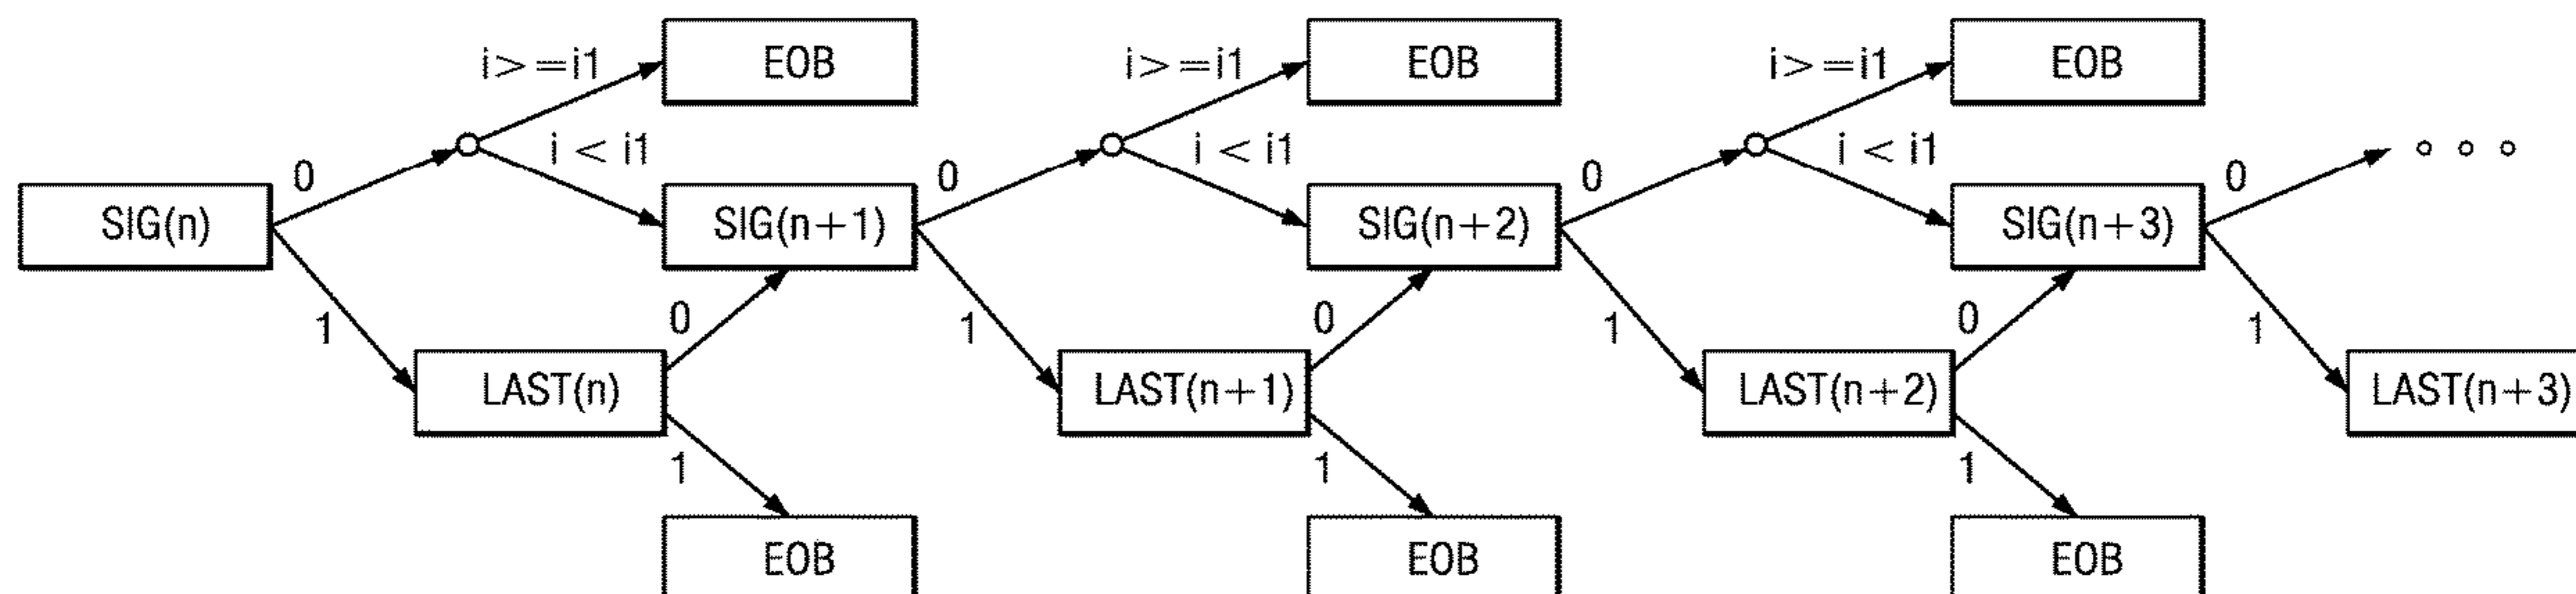 EOB EOB EOB
i>=i1 i>=i1 i>=i1
i < i1 i < i1 i < i1
0 0 0 0
SIG(n) SIG(n+1) SIG(n+2) SIG(n+3)
1 0 1 0 1 0 1
LAST(n) LAST(n+1) LAST(n+2) LAST(n+3)
1 1 1
EOB EOB EOB